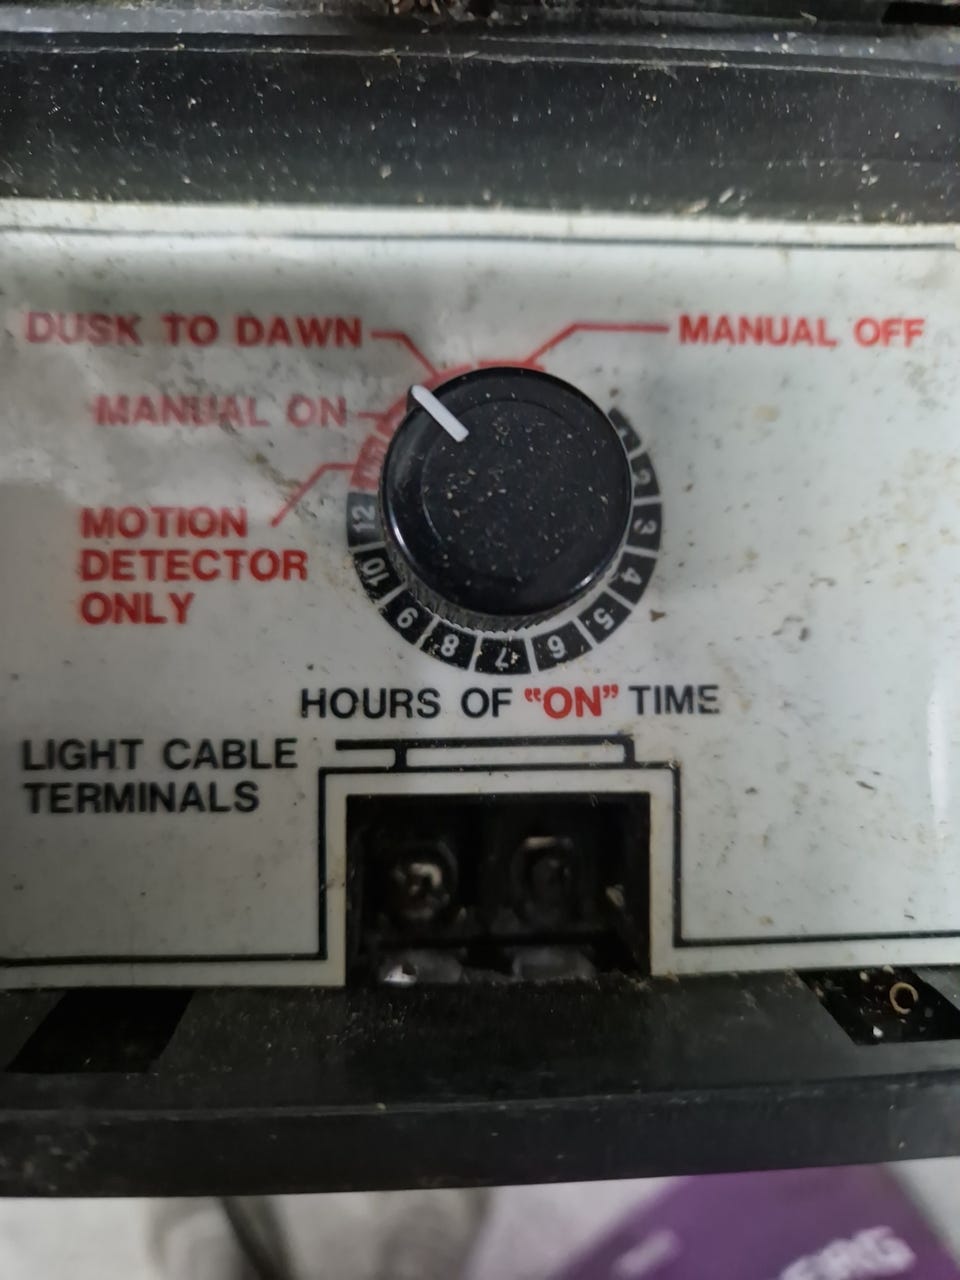 DUSK TO DAWN
MANUAL OFF
MANUAL ON
MOTION
DETECTOR
ONLY
1
2
3
4
5
6
7
8
9
10
12
HOURS OF “ON” TIME
LIGHT CABLE
TERMINALS